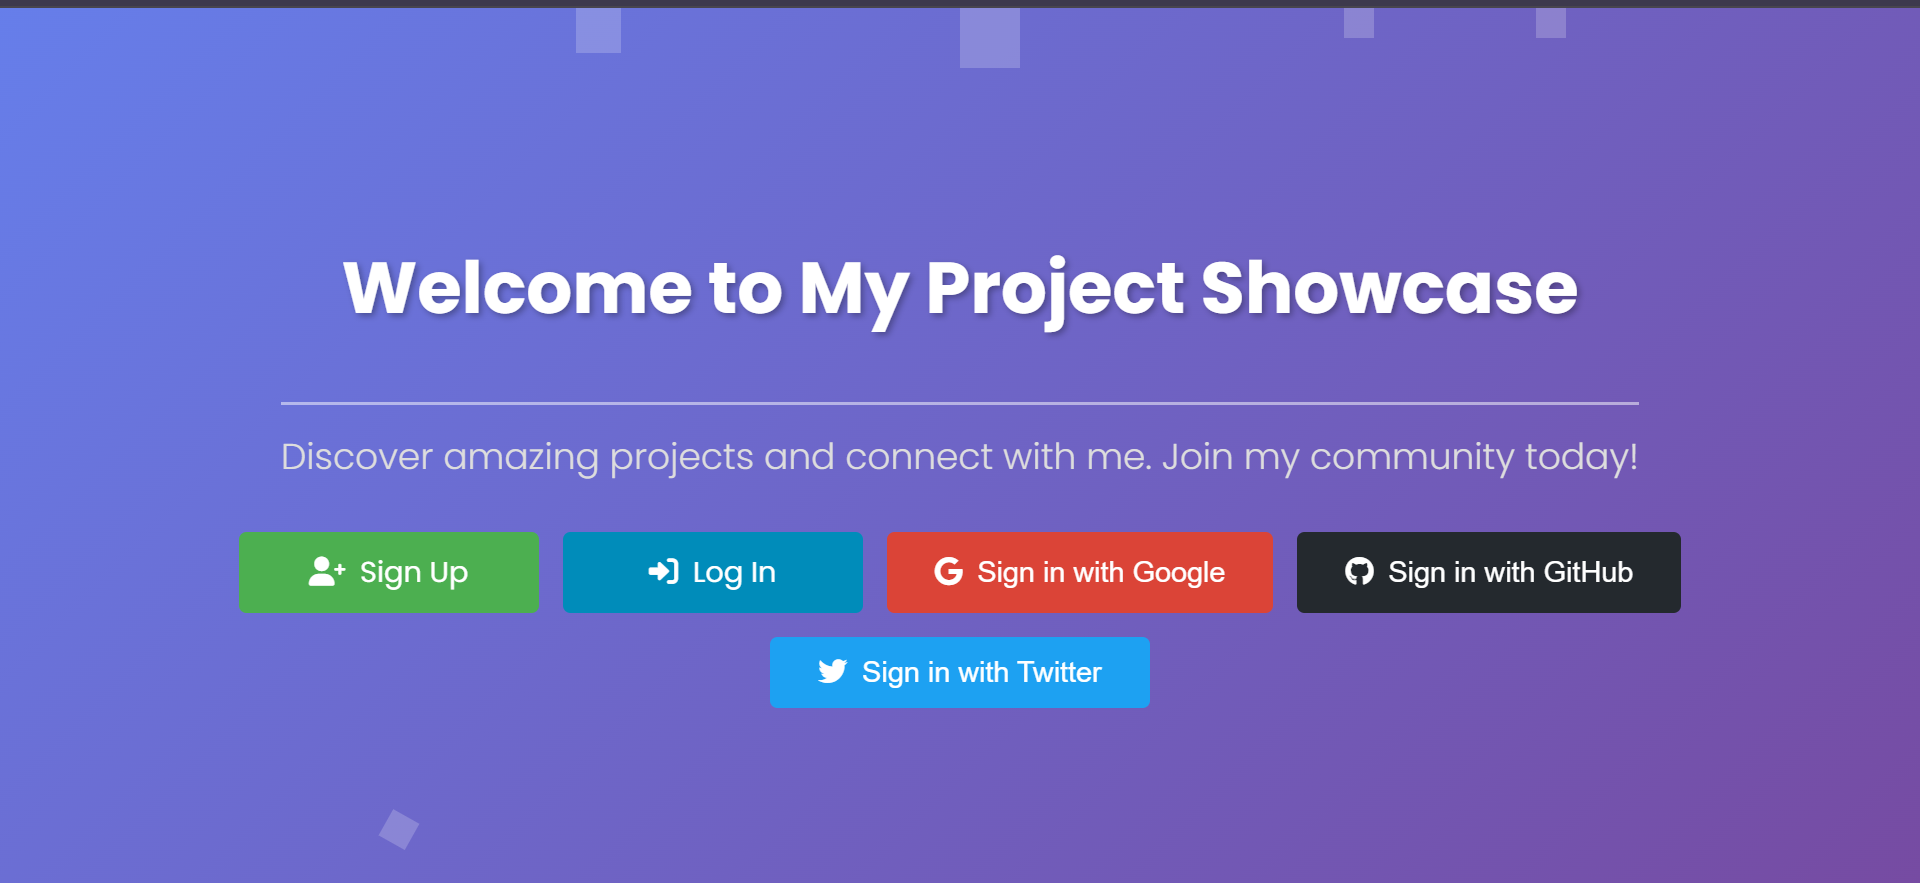 Welcome to My Project Showcase
Discover amazing projects and connect with me. Join my community today!
Sign Up
Log In
Sign in with Google
Sign in with GitHub
Sign in with Twitter